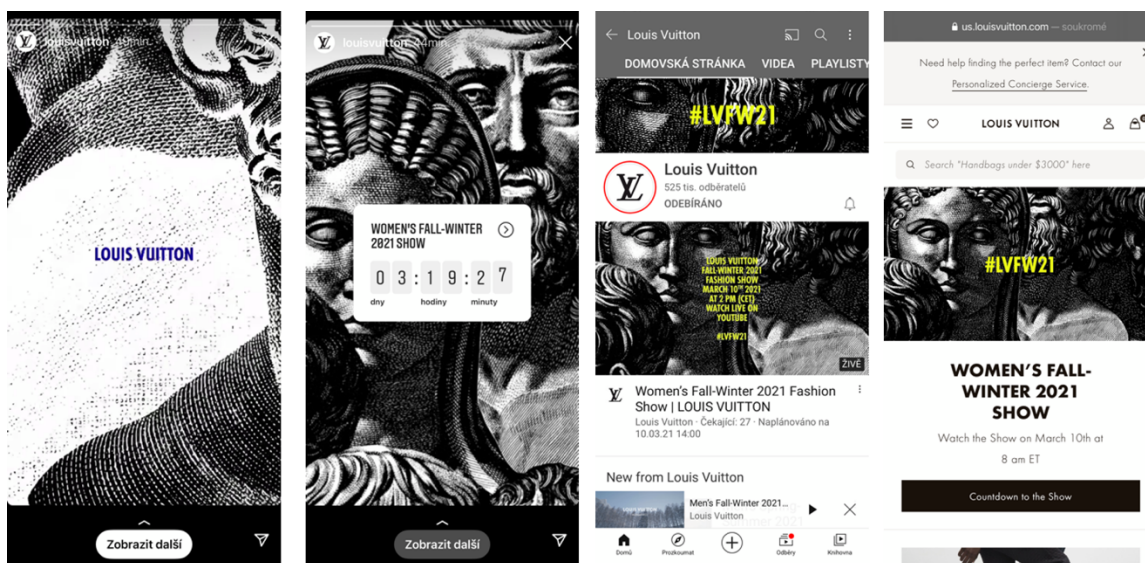 louisvuitton 40min.
LOUIS VUITTON
Zobrazit další
louisvuitton 44min.
WOMEN'S FALL-WINTER
2021 SHOW
03:19:27
dny hodiny minuty
Zobrazit další
Louis Vuitton
DOMOVSKÁ STRÁNKA VIDEA PLAYLISTY
#LVFW21
Louis Vuitton
525 tis. odběratelů
ODEBÍRÁNO
LOUIS VUITTON
FALL-WINTER 2021
FASHION SHOW
MARCH 10TH 2021
AT 2 PM (CET)
WATCH LIVE ON
YOUTUBE
#LVFW21
ŽIVĚ
Women's Fall-Winter 2021 Fashion
Show | LOUIS VUITTON
Louis Vuitton · Čekající: 27 · Naplánováno na
10.03.21 14:00
New from Louis Vuitton
Men's Fall-Winter 2021...
Louis Vuitton
Domů Prozkoumat Odběry Knihovna
us.louisvuitton.com — soukromé
Need help finding the perfect item? Contact our
Personalized Concierge Service.
LOUIS VUITTON
Search "Handbags under $3000" here
#LVFW21
WOMEN'S FALL-
WINTER 2021
SHOW
Watch the Show on March 10th at
8 am ET
Countdown to the Show